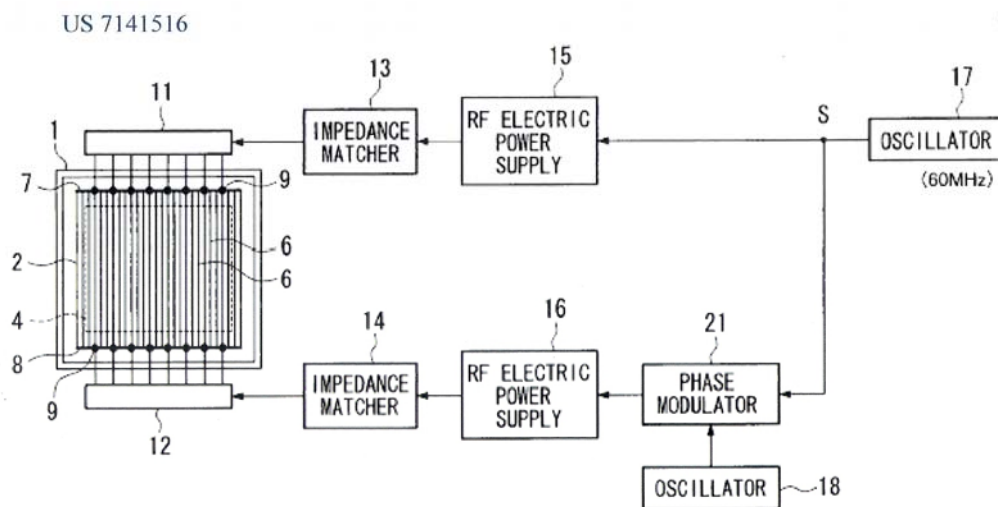 US 7141516
15
17
13
11
S
1
IMPEDANCE
MATCHER
RF ELECTRIC
POWER
SUPPLY
OSCILLATOR
(60MHz)
7
9
6
2
6
4
16
21
14
8
IMPEDANCE
MATCHER
RF ELECTRIC
POWER
SUPPLY
PHASE
MODULATOR
9
12
OSCILLATOR
18